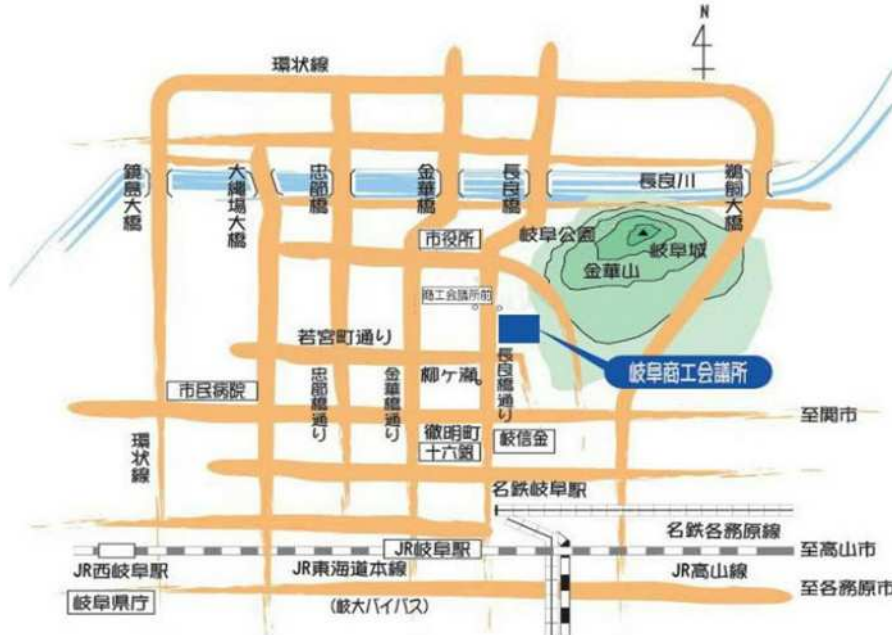 N
環状線
鏡島大橋
大縄場大橋
忠節橋
金華橋
長良橋
長良川
鵜飼大橋
市役所
岐阜公園
岐阜城
金華山
商工会議所前
若宮町通り
長良橋通り
岐阜商工会議所
柳ヶ瀬
市民病院
忠節橋通り
金華橋通り
至関市
環状線
徹明町
十六銀
岐信金
名鉄岐阜駅
名鉄各務原線
JR岐阜駅
至高山市
JR西岐阜駅
JR東海道本線
JR高山線
至各務原市
岐阜県庁
(岐大バイパス)